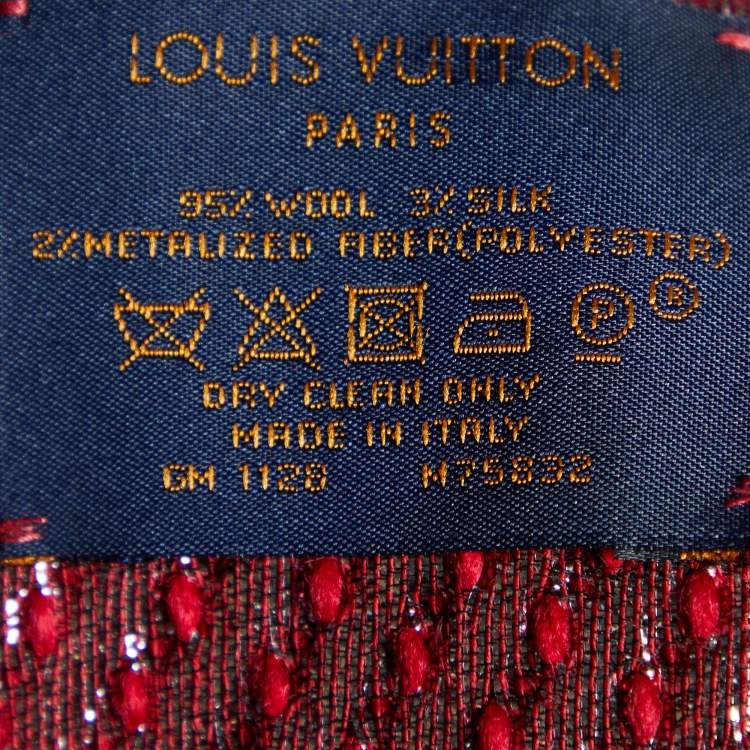 LOUIS VUITTON
PARIS
95% WOOL 3% SILK
2%METALIZED FIBER(POLYESTER)
P ®
DRY CLEAN ONLY
MADE IN ITALY
GM 1128 M75832